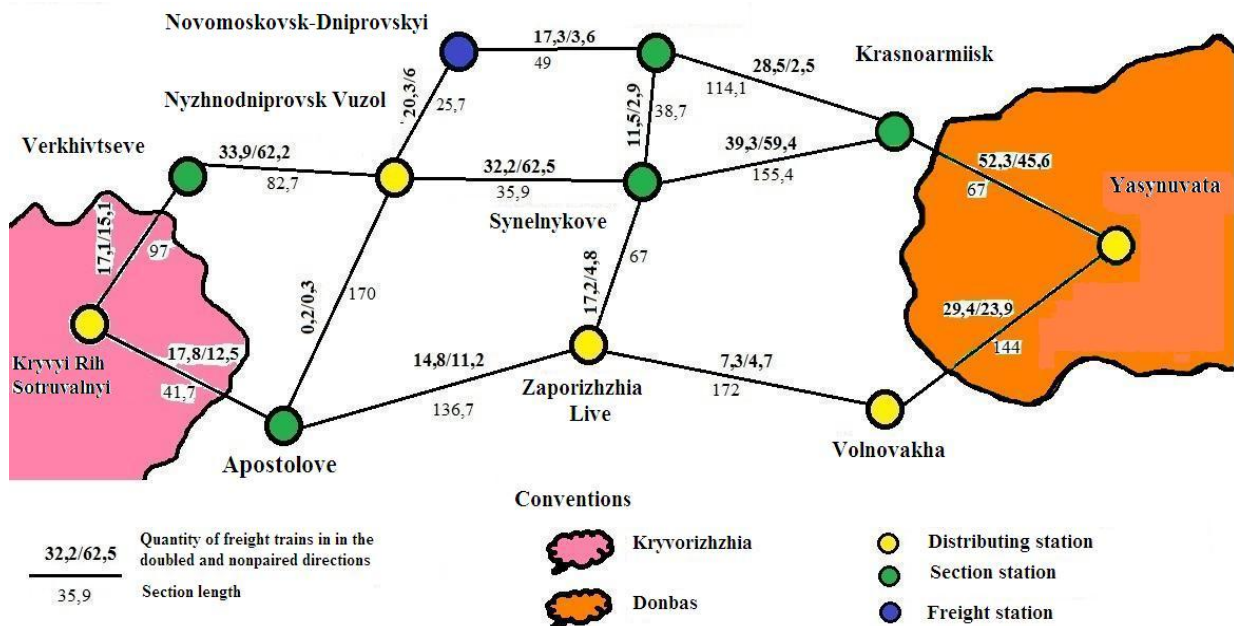 Novomoskovsk-Dniprovskyi
17,3/3,6
49
Krasnoarmiisk
28,5/2,5
114,1
Nyzhnodniprovsk Vuzol
20,3/6
25,7
11,5/2,9
38,7
Verkhivtseve
33,9/62,2
82,7
32,2/62,5
35,9
39,3/59,4
155,4
52,3/45,6
67
Yasynuvata
Synelnykove
17,1/15,1
97
0,2/0,3
170
17,2/4,8
67
29,4/23,9
144
Kryvyi Rih
Sotruvalnyi
17,8/12,5
41,7
14,8/11,2
136,7
7,3/4,7
172
Zaporizhzhia
Live
Apostolove
Volnovakha
Conventions
32,2/62,5
35,9
Quantity of freight trains in in the
doubled and nonpaired directions
Section length
Kryvorizhzhia
Donbas
Distributing station
Section station
Freight station